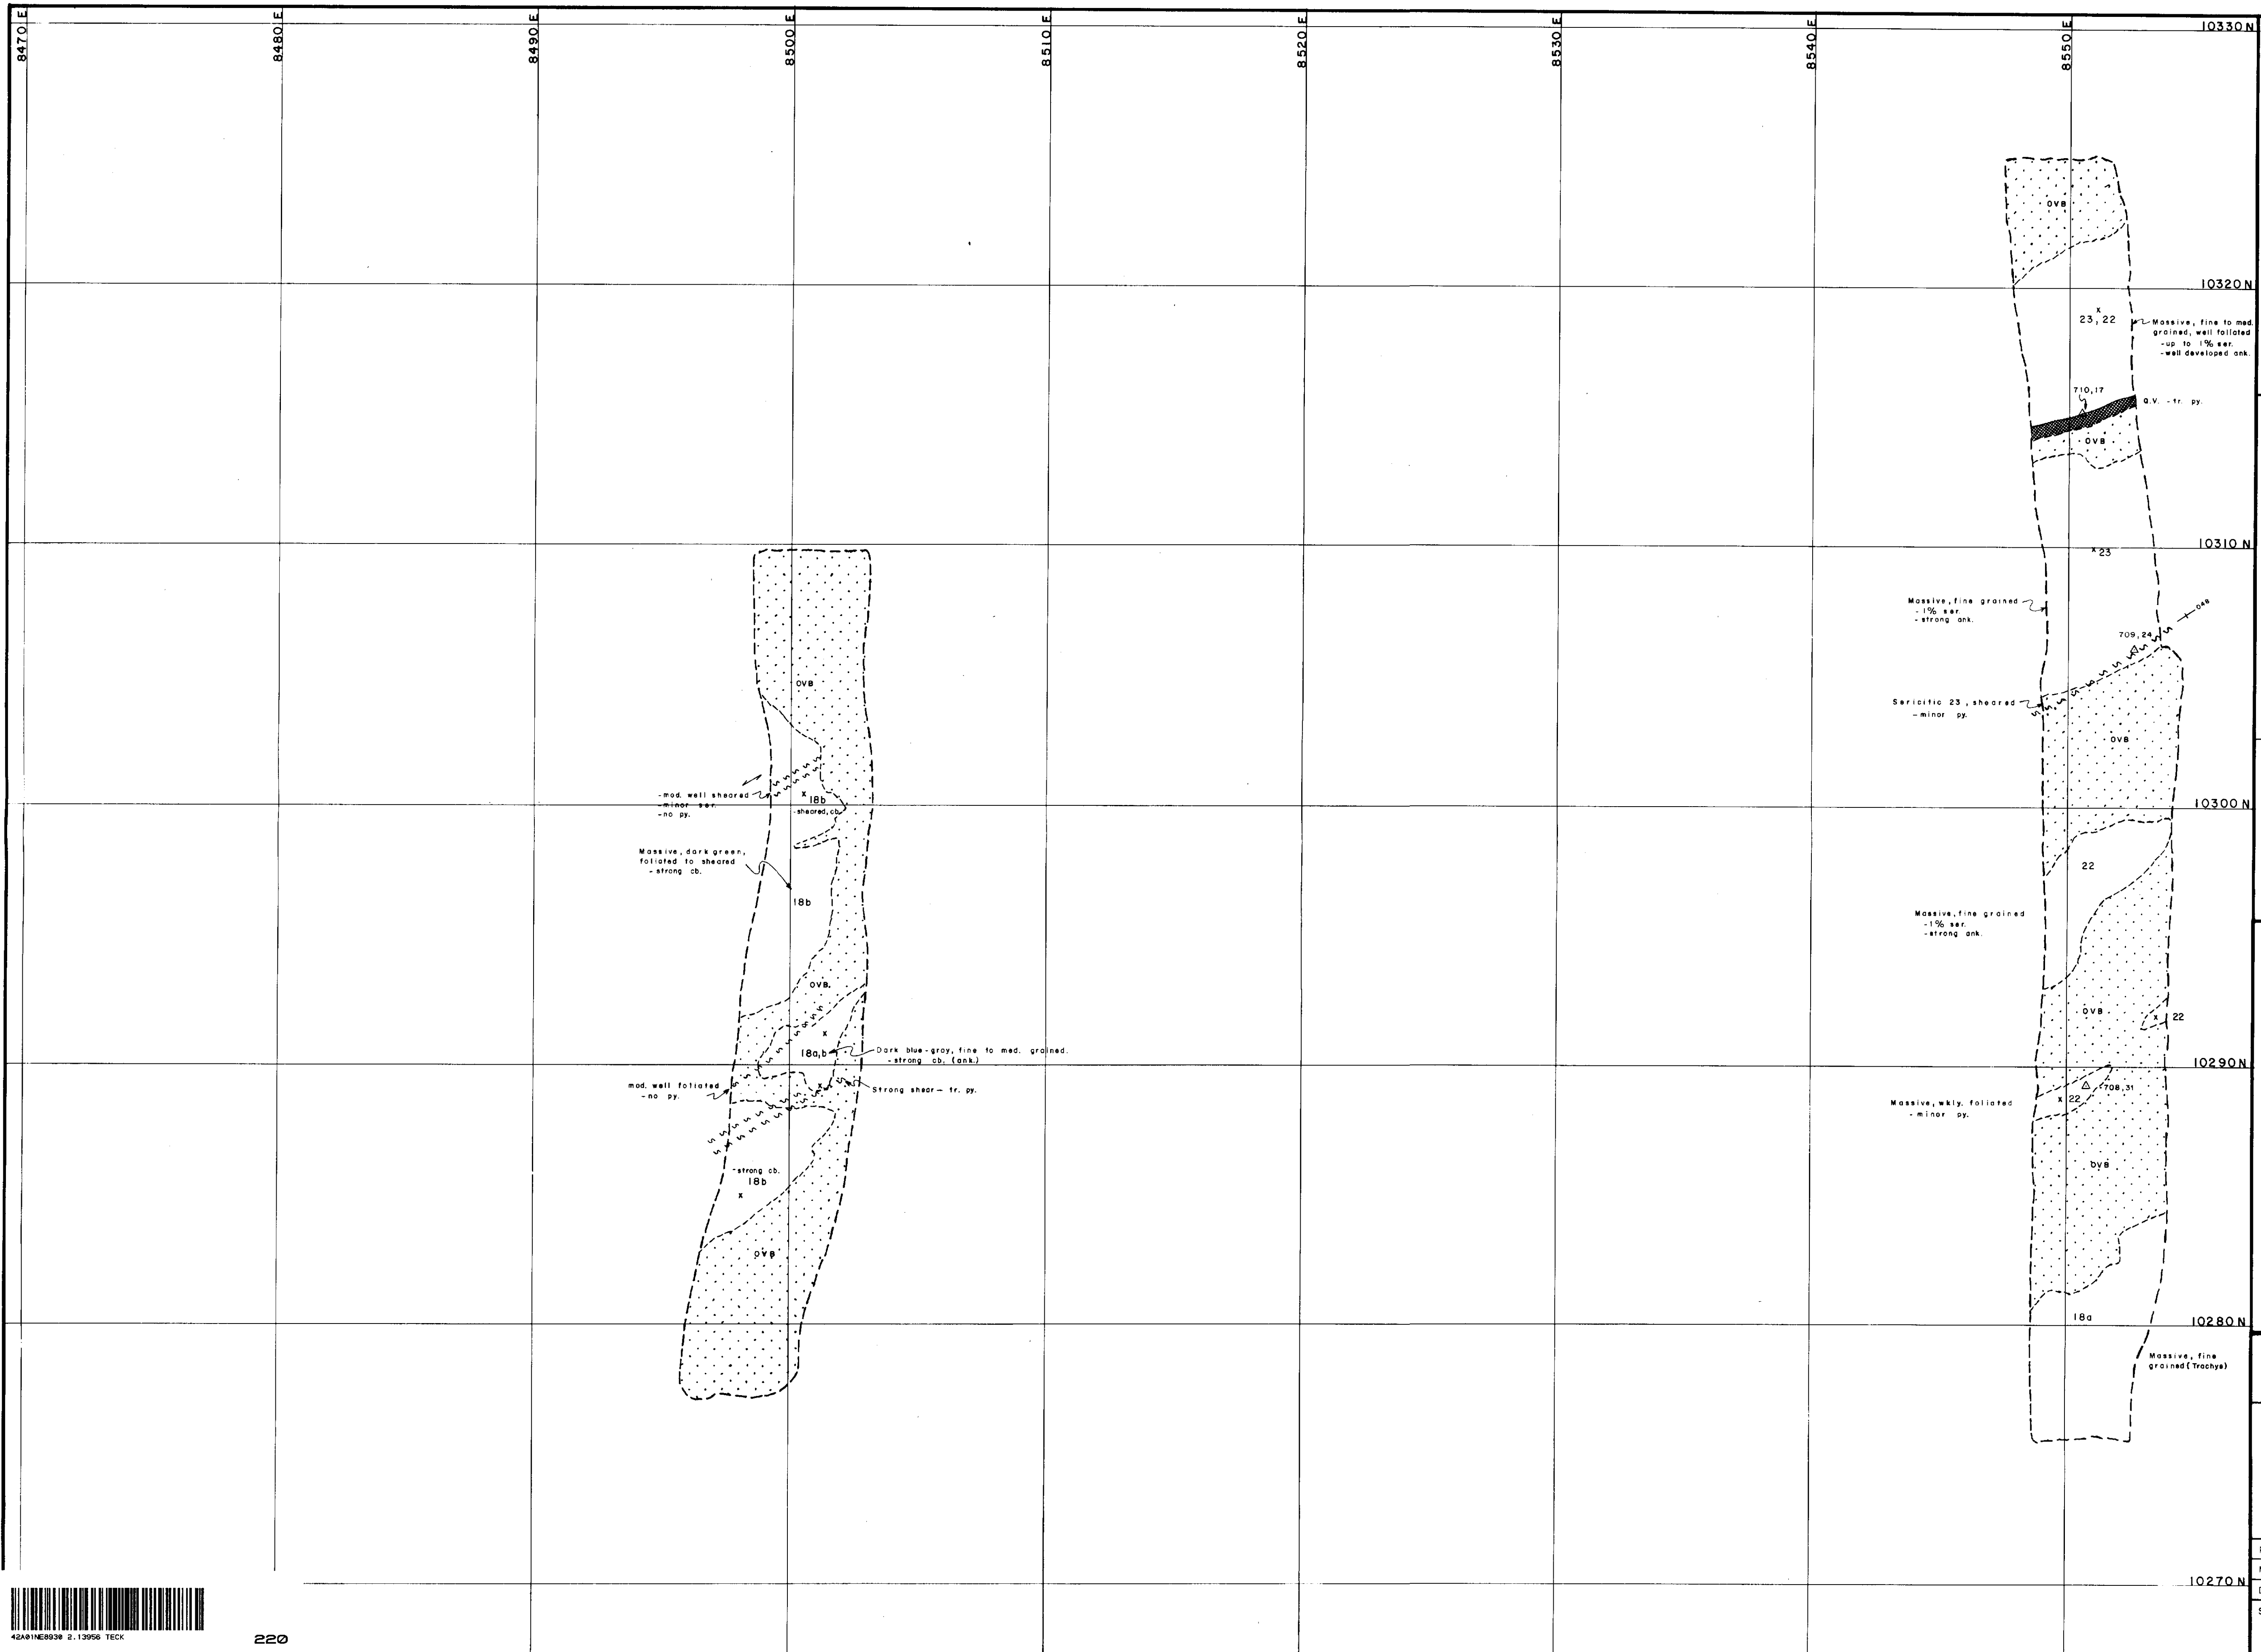 8470 E
8480 E
8490 E
8500 E
8510 E
8520 E
8530 E
8540 E
8550 E
10330 N
OVB
10320 N
23, 22
Massive, fine to med.
grained, well foliated
-up to 1% ser.
-well developed ank.
710,17
Q.V. -tr. py.
OVB
10310 N
23
Massive, fine grained
-1% ser.
-strong ank.
048
709,24
OVB
Sericitic 23, sheared
-minor py.
OVB
-mod. well sheared
-minor ser.
-no py.
18b
-sheared, cb.
10300 N
Massive, dark green,
foliated to sheared
-strong cb.
18b
22
Massive, fine grained
-1% ser.
-strong ank.
OVB.
OVB
22
18a,b
Dark blue-gray, fine to med. grained.
-strong cb. (ank.)
10290 N
mod. well foliated
-no py.
Strong shear - tr. py.
708,31
22
Massive, wkly. foliated
-minor py.
-strong cb.
18b
OVB
OVB
18a
10280 N
Massive, fine
grained (Trachye)
10270 N
42A01NE8930 2.13956 TECK
220